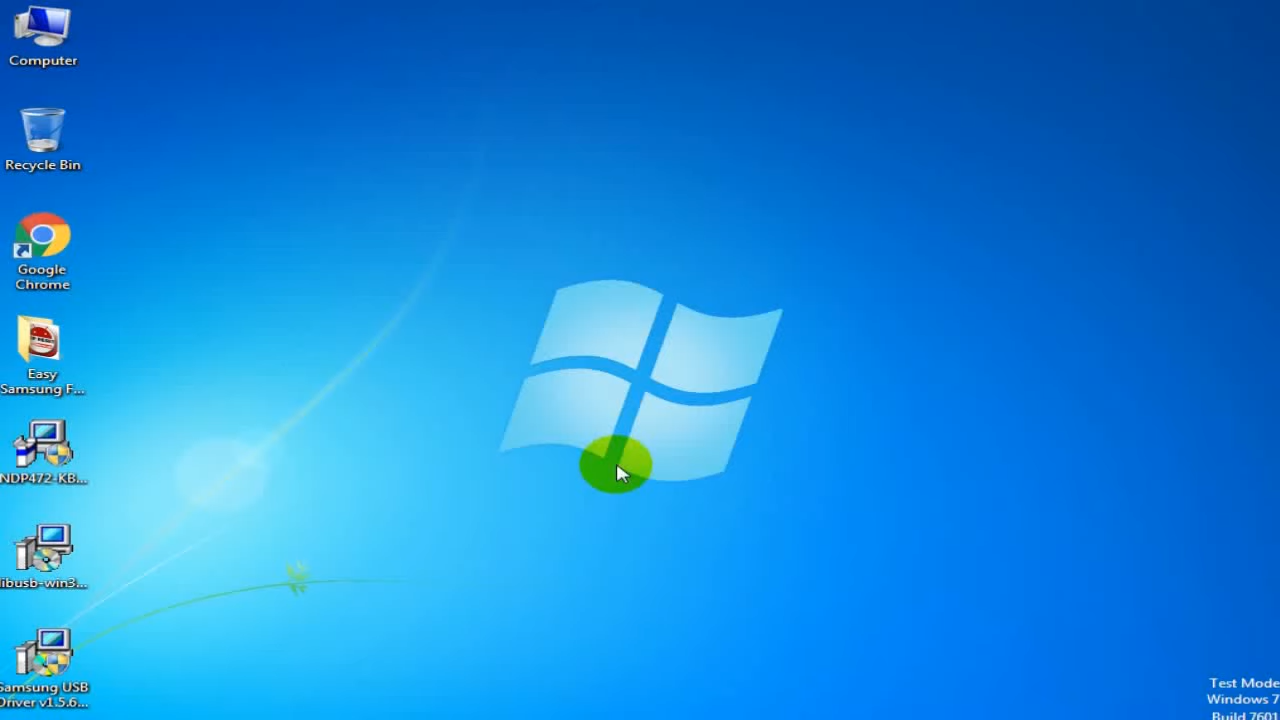 Computer
Recycle Bin
Google
Chrome
Easy
Samsung F...
NDP472-KB...
libusb-win3...
Samsung USB
Driver v1.5.6...
Test Mode
Windows 7
Build 7601